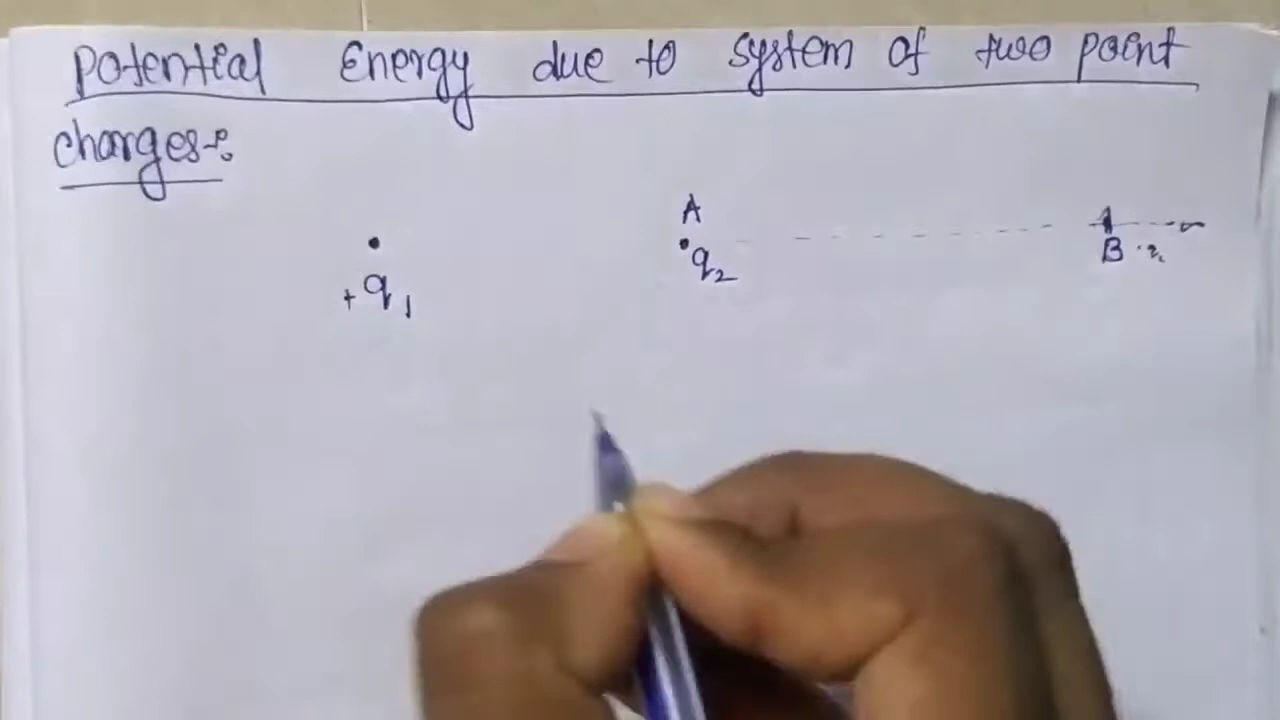 Potential Energy due to system of two point
charges:
A
q2
B
+q1